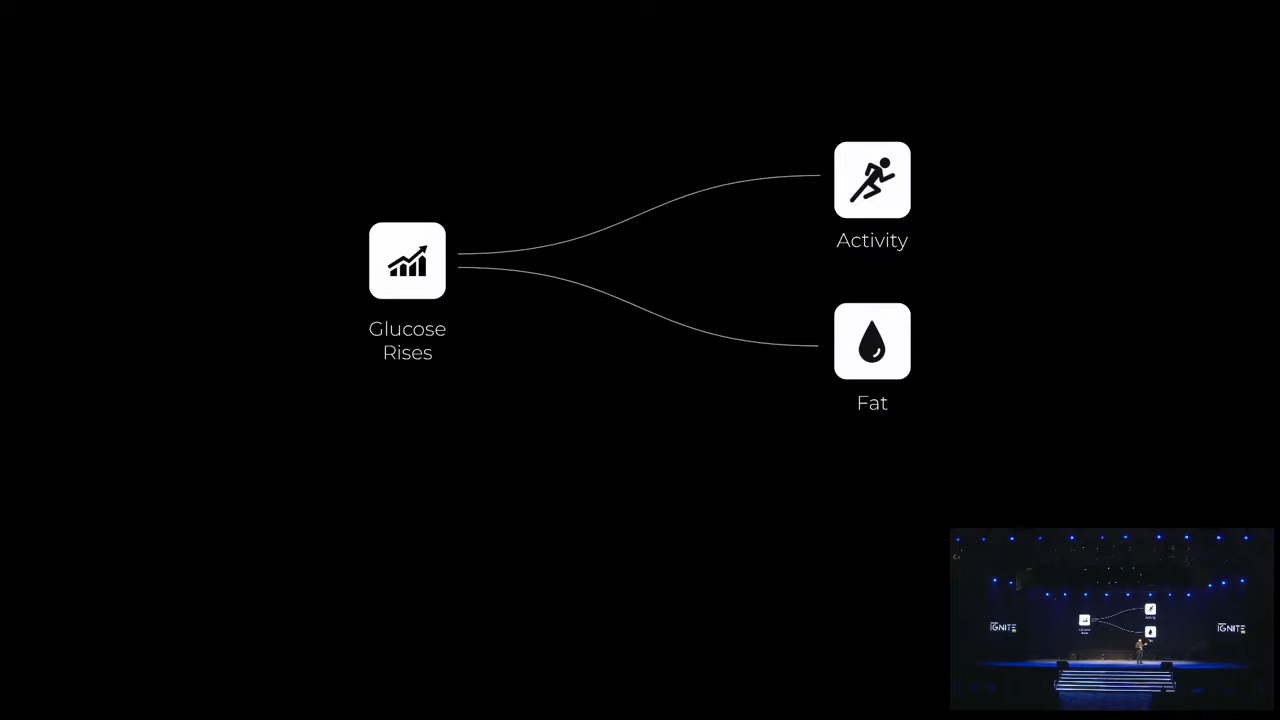 Activity
Glucose
Rises
Fat
IGNITE
IGNITE